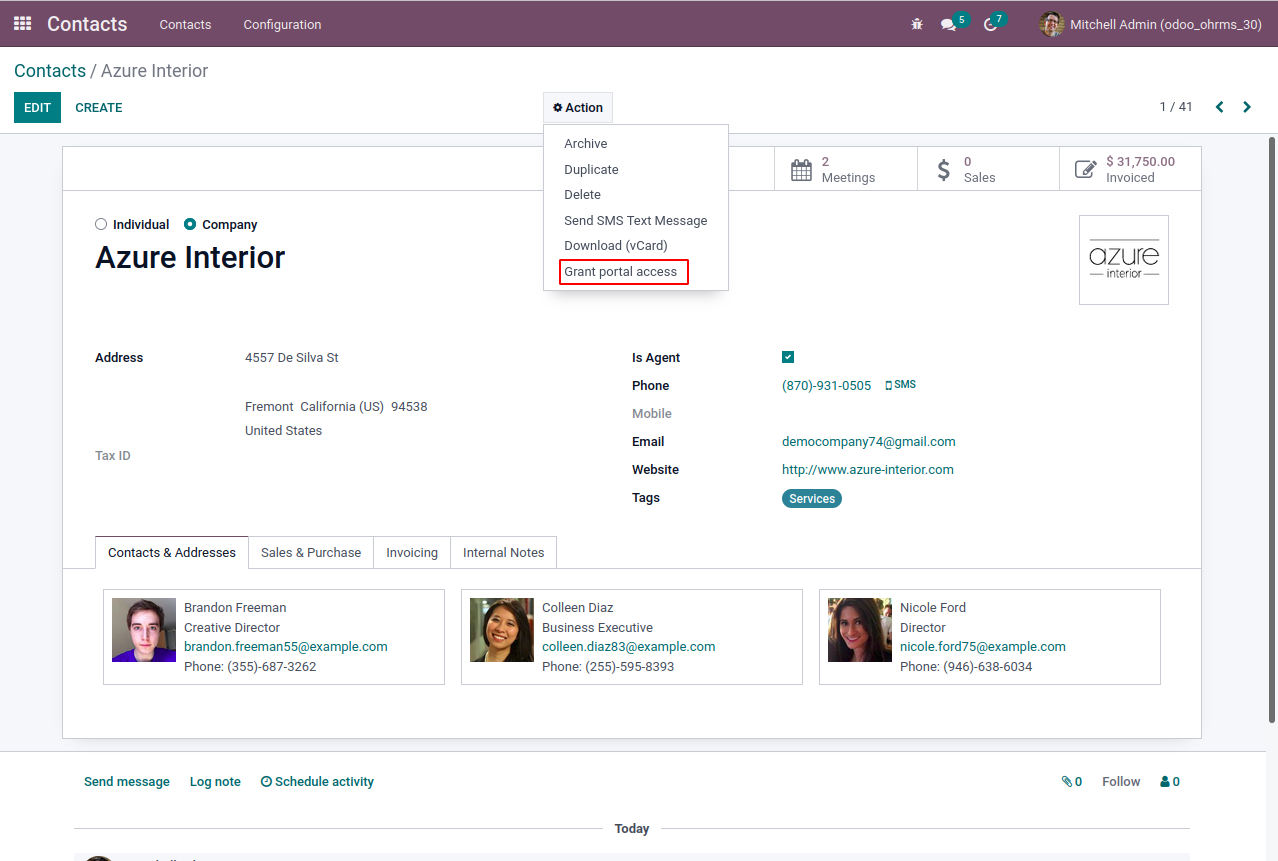 Contacts Contacts Configuration 5 7 Mitchell Admin (odoo_ohrms_30)
Contacts / Azure Interior
EDIT CREATE Action 1 / 41
Archive
Duplicate
Delete
Send SMS Text Message
Download (vCard)
Grant portal access
2 Meetings
0 Sales
$ 31,750.00 Invoiced
Individual Company
Azure Interior
azure
interior
Address 4557 De Silva St
Fremont California (US) 94538
United States
Tax ID
Is Agent
Phone (870)-931-0505 SMS
Mobile
Email democompany74@gmail.com
Website http://www.azure-interior.com
Tags Services
Contacts & Addresses Sales & Purchase Invoicing Internal Notes
Brandon Freeman
Creative Director
brandon.freeman55@example.com
Phone: (355)-687-3262
Colleen Diaz
Business Executive
colleen.diaz83@example.com
Phone: (255)-595-8393
Nicole Ford
Director
nicole.ford75@example.com
Phone: (946)-638-6034
Send message Log note Schedule activity 0 Follow 0
Today